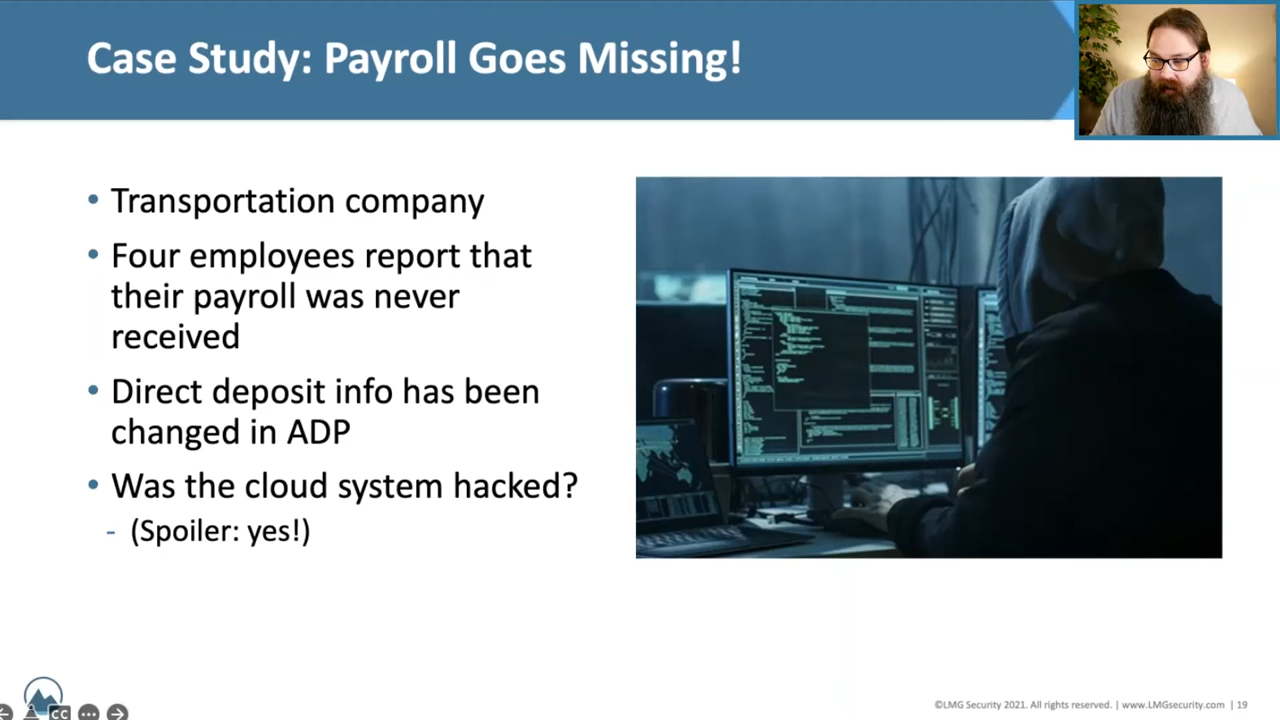 Case Study: Payroll Goes Missing!
• Transportation company
• Four employees report that
their payroll was never
received
• Direct deposit info has been
changed in ADP
• Was the cloud system hacked?
- (Spoiler: yes!)
CC
©LMG Security 2021. All rights reserved. | www.LMGsecurity.com | 19